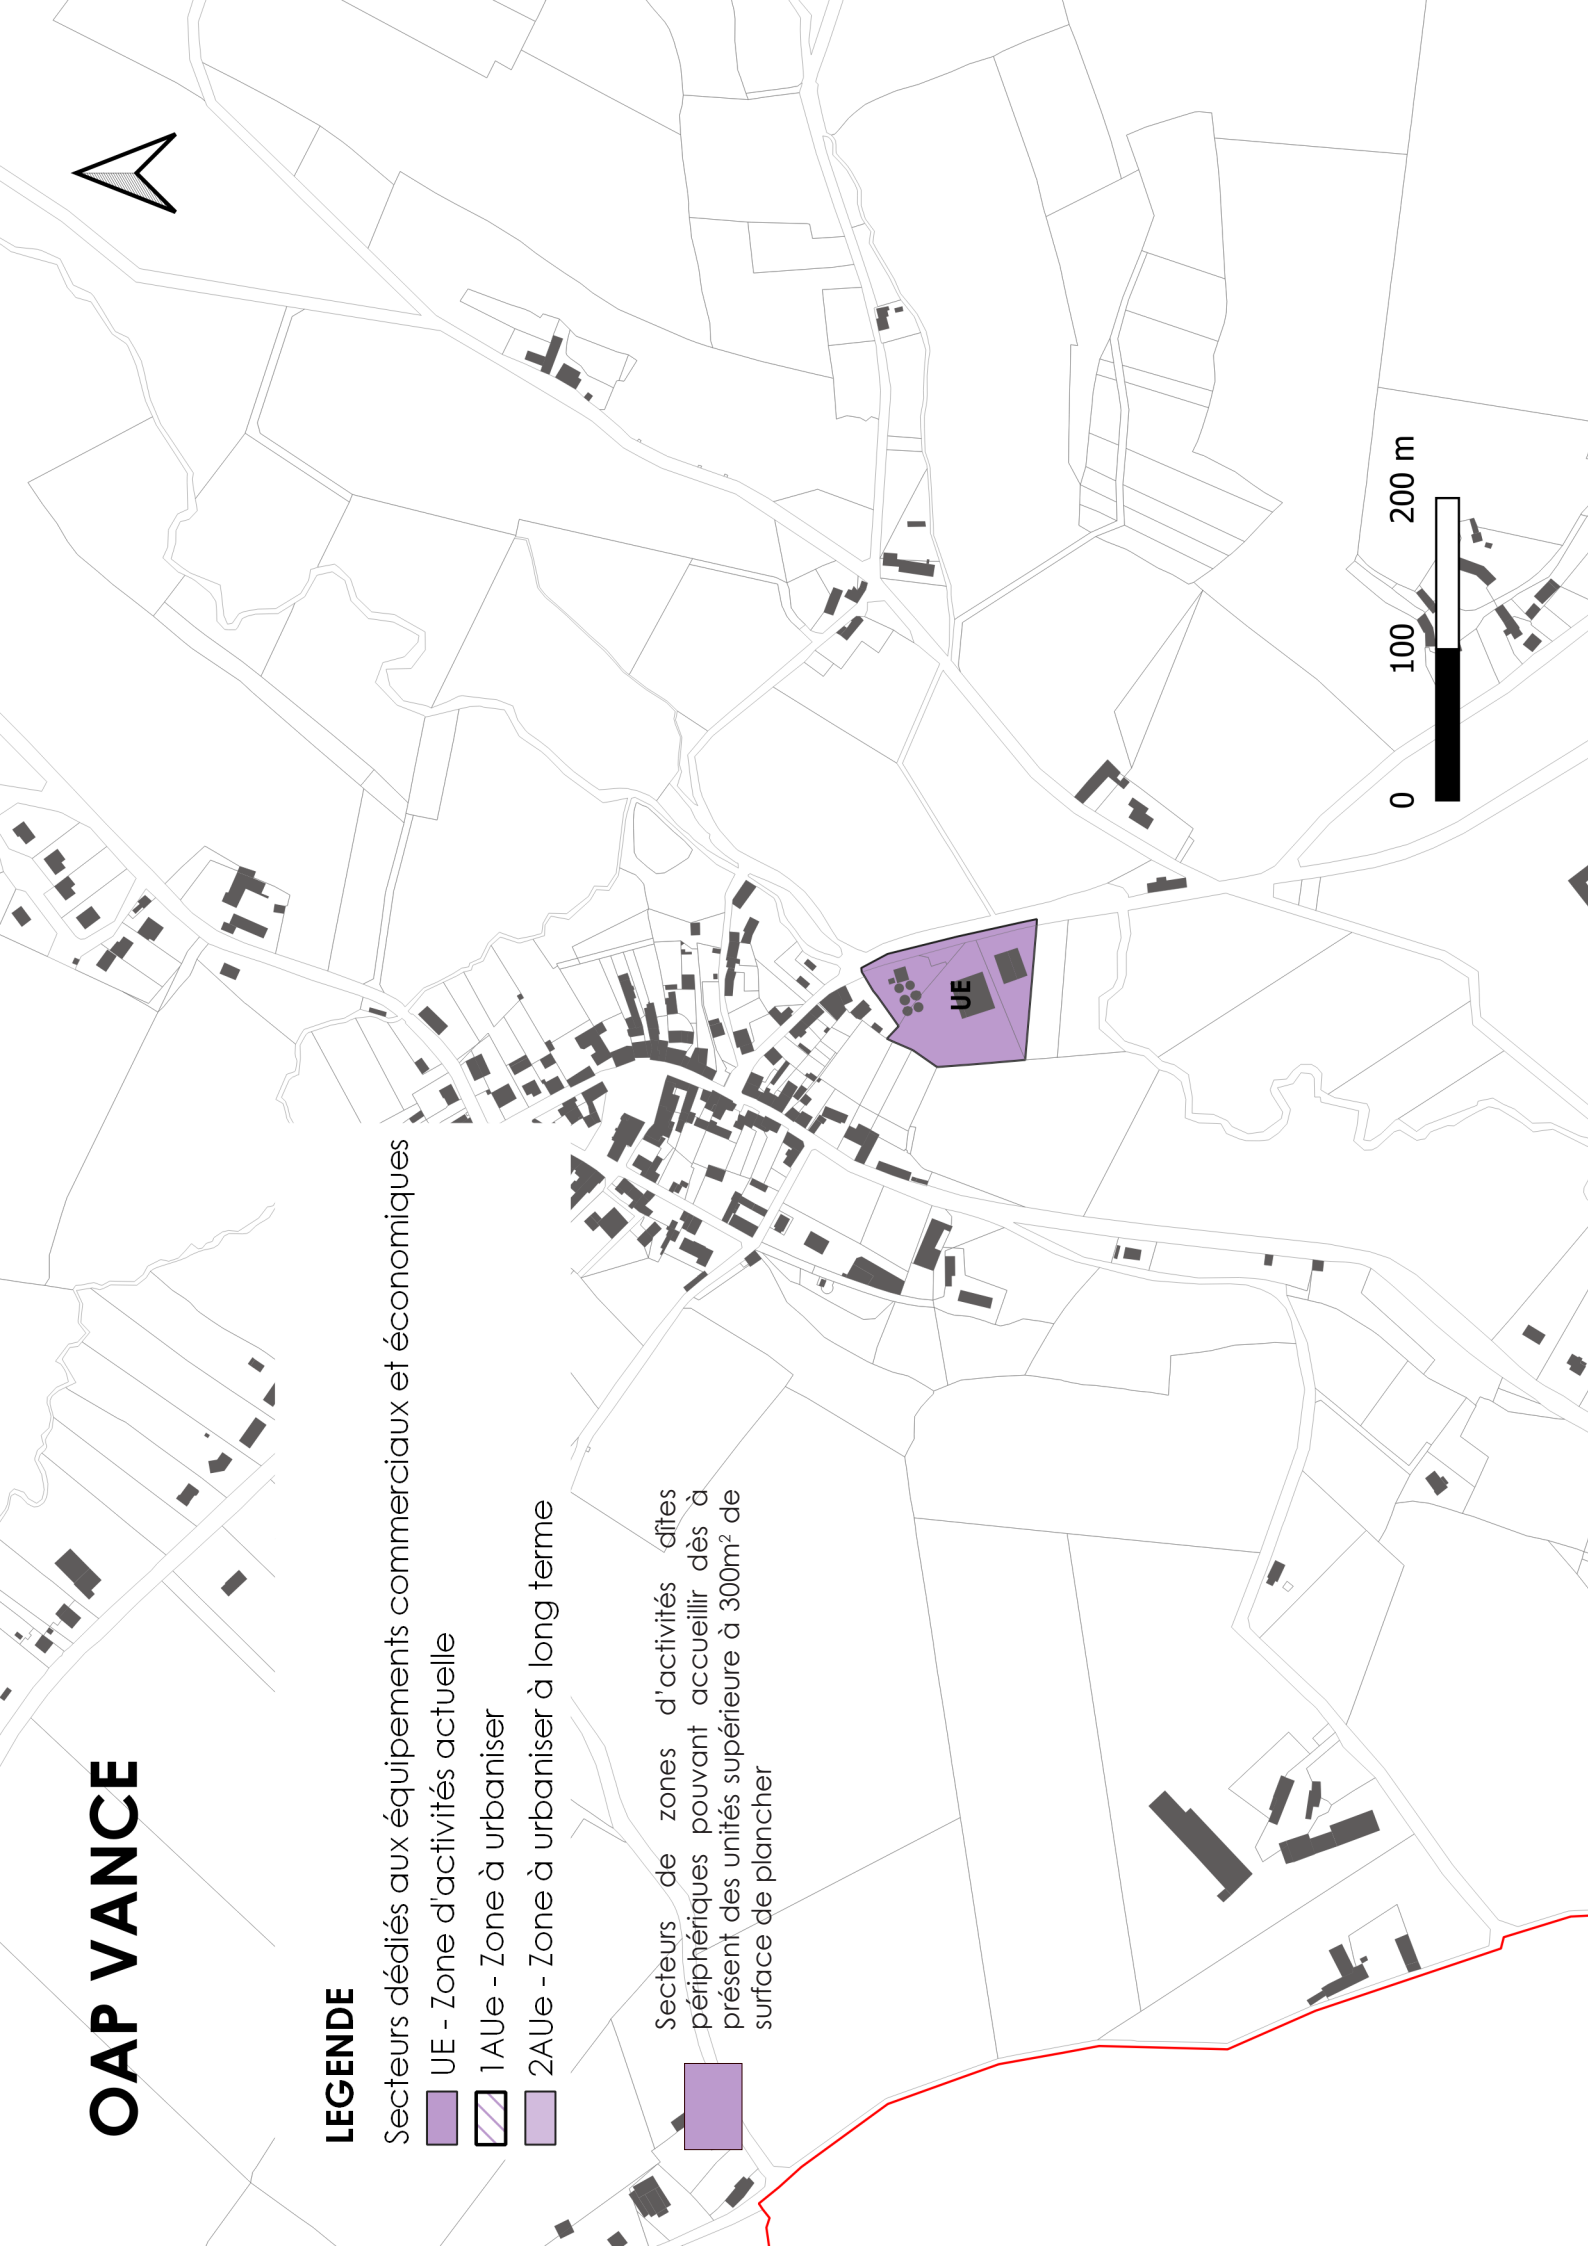 OAP VANCE
LEGENDE
Secteurs dédiés aux équipements commerciaux et économiques
UE - Zone d'activités actuelle
1AUe - Zone à urbaniser
2AUe - Zone à urbaniser à long terme
Secteurs de zones d'activités dîtes
périphériques pouvant accueillir dès à
présent des unités supérieure à 300m² de
surface de plancher
UE
0 100 200 m